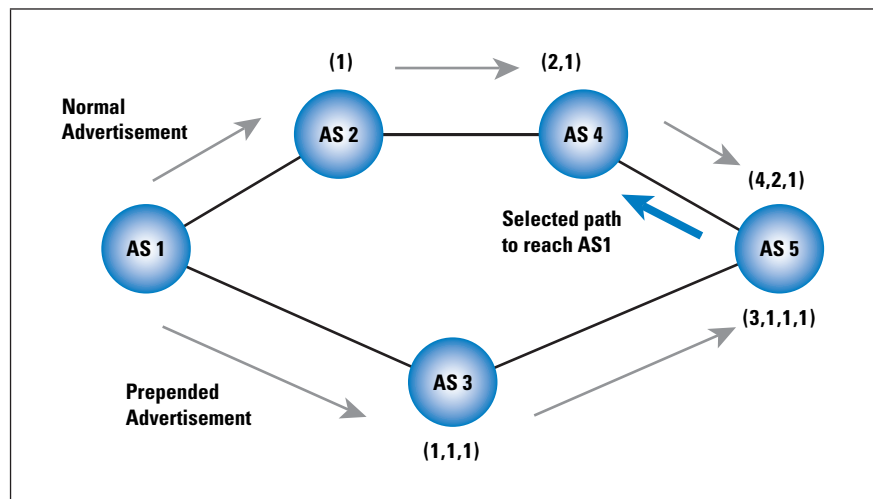 (1)
(2,1)
Normal
Advertisement
AS 2
AS 4
(4,2,1)
Selected path
to reach AS1
AS 1
AS 5
(3,1,1,1)
AS 3
Prepended
Advertisement
(1,1,1)